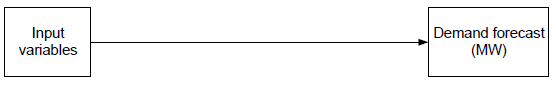 Input
variables
Demand forecast
(MW)